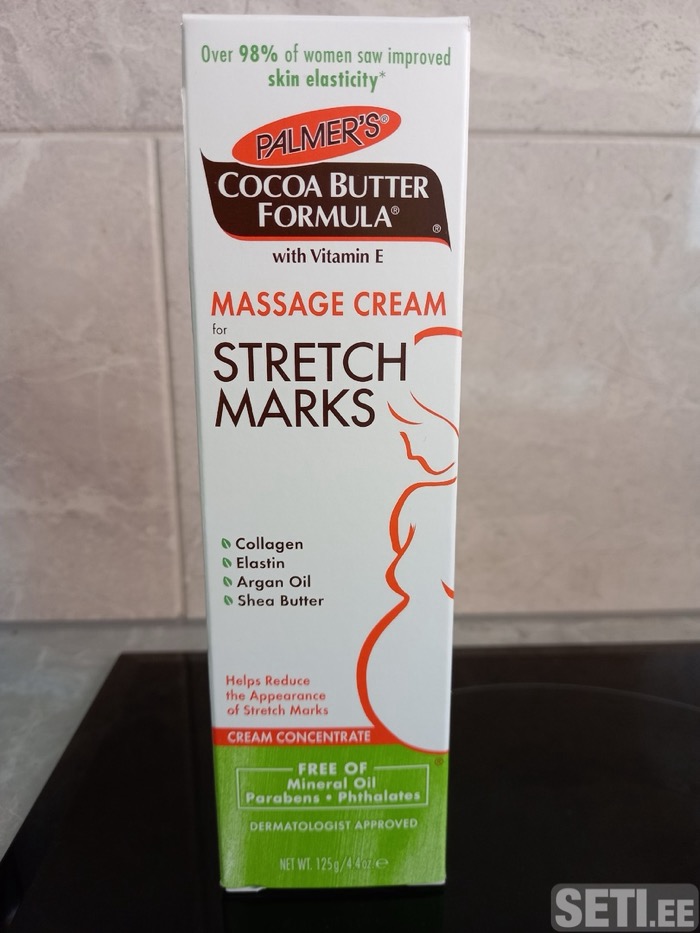 Over 98% of women saw improved
skin elasticity*
PALMER'S®
COCOA BUTTER
FORMULA®
®
with Vitamin E
MASSAGE CREAM
for
STRETCH
MARKS
Collagen
Elastin
Argan Oil
Shea Butter
Helps Reduce
the Appearance
of Stretch Marks
CREAM CONCENTRATE
®
FREE OF
Mineral Oil
Parabens • Phthalates
DERMATOLOGIST APPROVED
NET WT. 125g/4.4oz e
SETI.EE